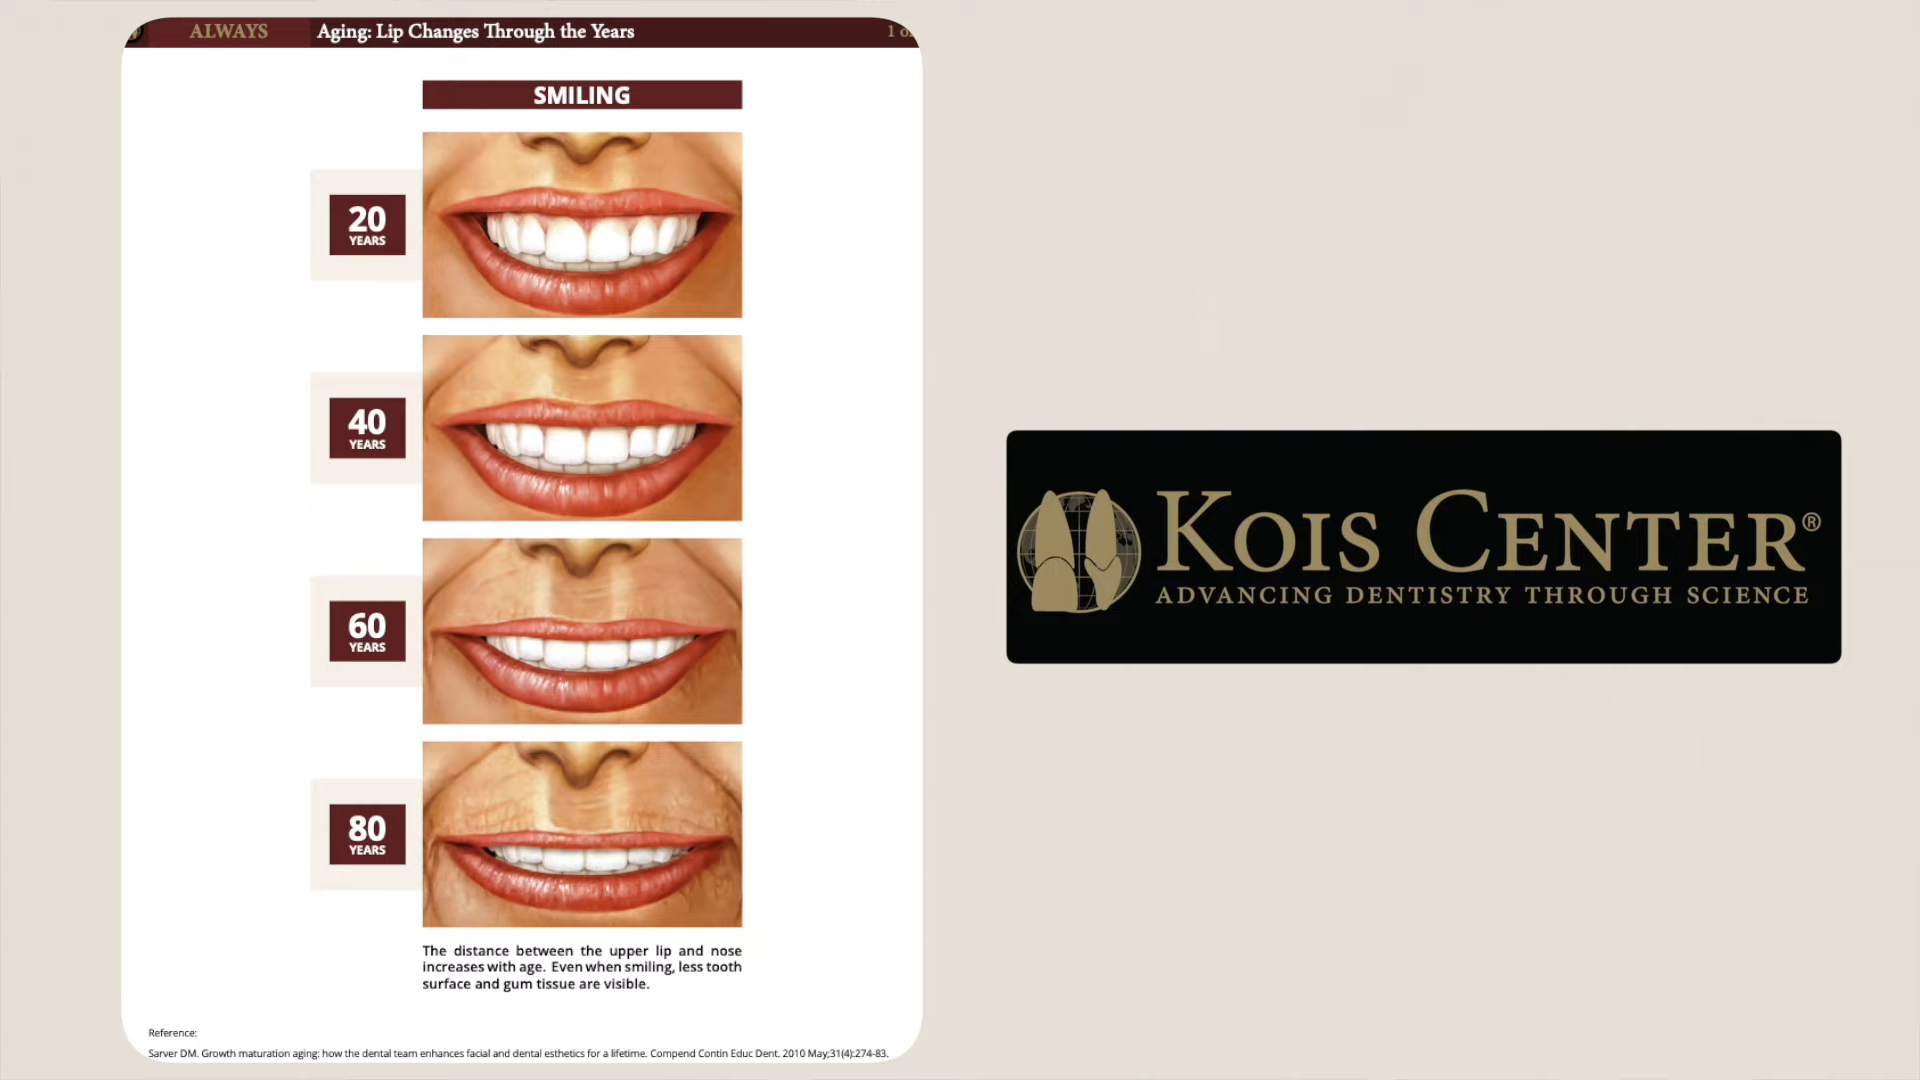 ALWAYS
Aging: Lip Changes Through the Years
1
SMILING
20
YEARS
40
YEARS
60
YEARS
80
YEARS
The distance between the upper lip and nose
increases with age. Even when smiling, less tooth
surface and gum tissue are visible.
Reference:
Sarver DM. Growth maturation aging: how the dental team enhances facial and dental esthetics for a lifetime. Compend Contin Educ Dent. 2010 May;31(4):274-83.
KOIS CENTER®
ADVANCING DENTISTRY THROUGH SCIENCE